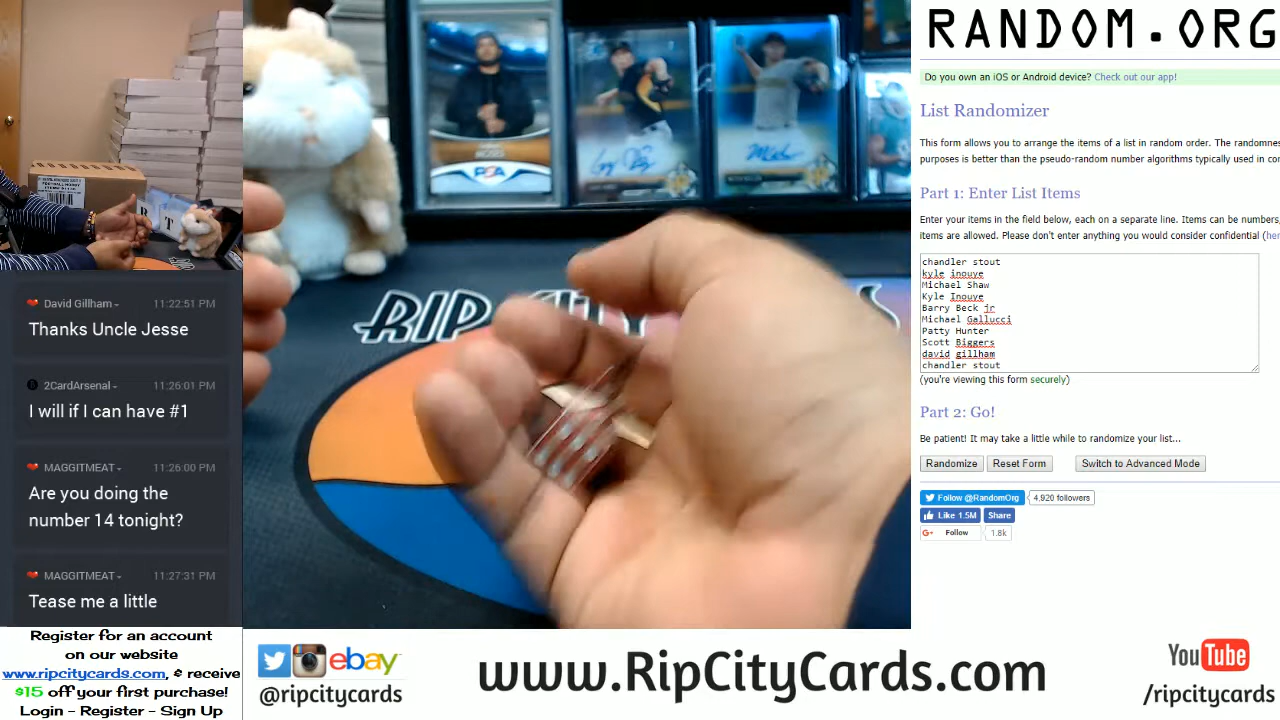 David Gillham 11:22:51 PM
Thanks Uncle Jesse
2CardArsenal 11:26:01 PM
I will if I can have #1
MAGGITMEAT 11:26:00 PM
Are you doing the
number 14 tonight?
MAGGITMEAT 11:27:31 PM
Tease me a little
Register for an account
on our website
www.ripcitycards.com, & receive
$15 off your first purchase!
Login - Register - Sign Up
MOSES
PSA
RIP
ebay
@ripcitycards
www.RipCityCards.com
YouTube
/ripcitycards
RANDOM.ORG
Do you own an iOS or Android device? Check out our app!
List Randomizer
This form allows you to arrange the items of a list in random order. The randomne
purposes is better than the pseudo-random number algorithms typically used in co
Part 1: Enter List Items
Enter your items in the field below, each on a separate line. Items can be numbers,
items are allowed. Please don't enter anything you would consider confidential (her
chandler stout
kyle inouye
Michael Shaw
Kyle Inouye
Barry Beck jr
Michael Gallucci
Patty Hunter
Scott Biggers
david gillham
chandler stout
(you're viewing this form securely)
Part 2: Go!
Be patient! It may take a little while to randomize your list...
Randomize Reset Form Switch to Advanced Mode
Follow @RandomOrg 4,920 followers
Like 1.5M Share
G+ Follow 1.8k